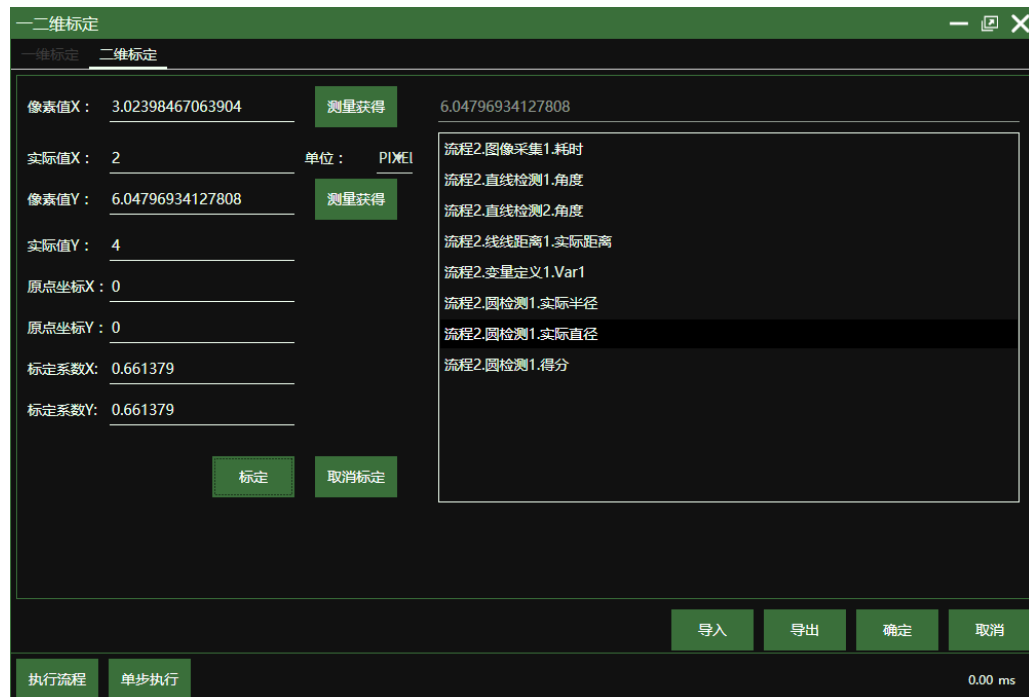 一二维标定
一维标定 二维标定
像素值X： 3.02398467063904 测量获得 6.04796934127808
实际值X： 2 单位： PIXEL
像素值Y： 6.04796934127808 测量获得
实际值Y： 4
原点坐标X：0
原点坐标Y：0
标定系数X: 0.661379
标定系数Y: 0.661379
标定 取消标定
流程2.图像采集1.耗时
流程2.直线检测1.角度
流程2.直线检测2.角度
流程2.线线距离1.实际距离
流程2.变量定义1.Var1
流程2.圆检测1.实际半径
流程2.圆检测1.实际直径
流程2.圆检测1.得分
导入 导出 确定 取消
执行流程 单步执行 0.00 ms